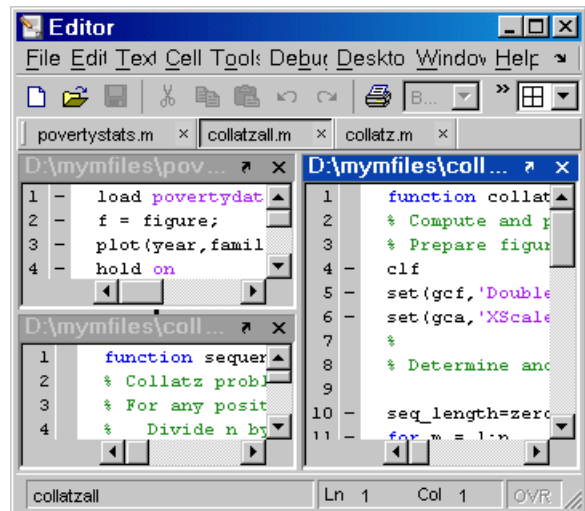 Editor
File Edit Text Cell Tools Debug Desktop Window Help
B...
povertystats.m × collatzall.m × collatz.m ×
D:\mymfiles\pov...
1 – load povertydat
2 – f = figure;
3 – plot(year,famil
4 – hold on
D:\mymfiles\coll...
1 function sequer
2 % Collatz probl
3 % For any posit
4 % Divide n by
D:\mymfiles\coll...
1 function collat
2 % Compute and p
3 % Prepare figur
4 – clf
5 – set(gcf,'Double
6 – set(gca,'XScale
7 %
8 % Determine and
9
10 – seq_length=zero
11 – for m = 1:n
collatzall
Ln 1 Col 1 OVR